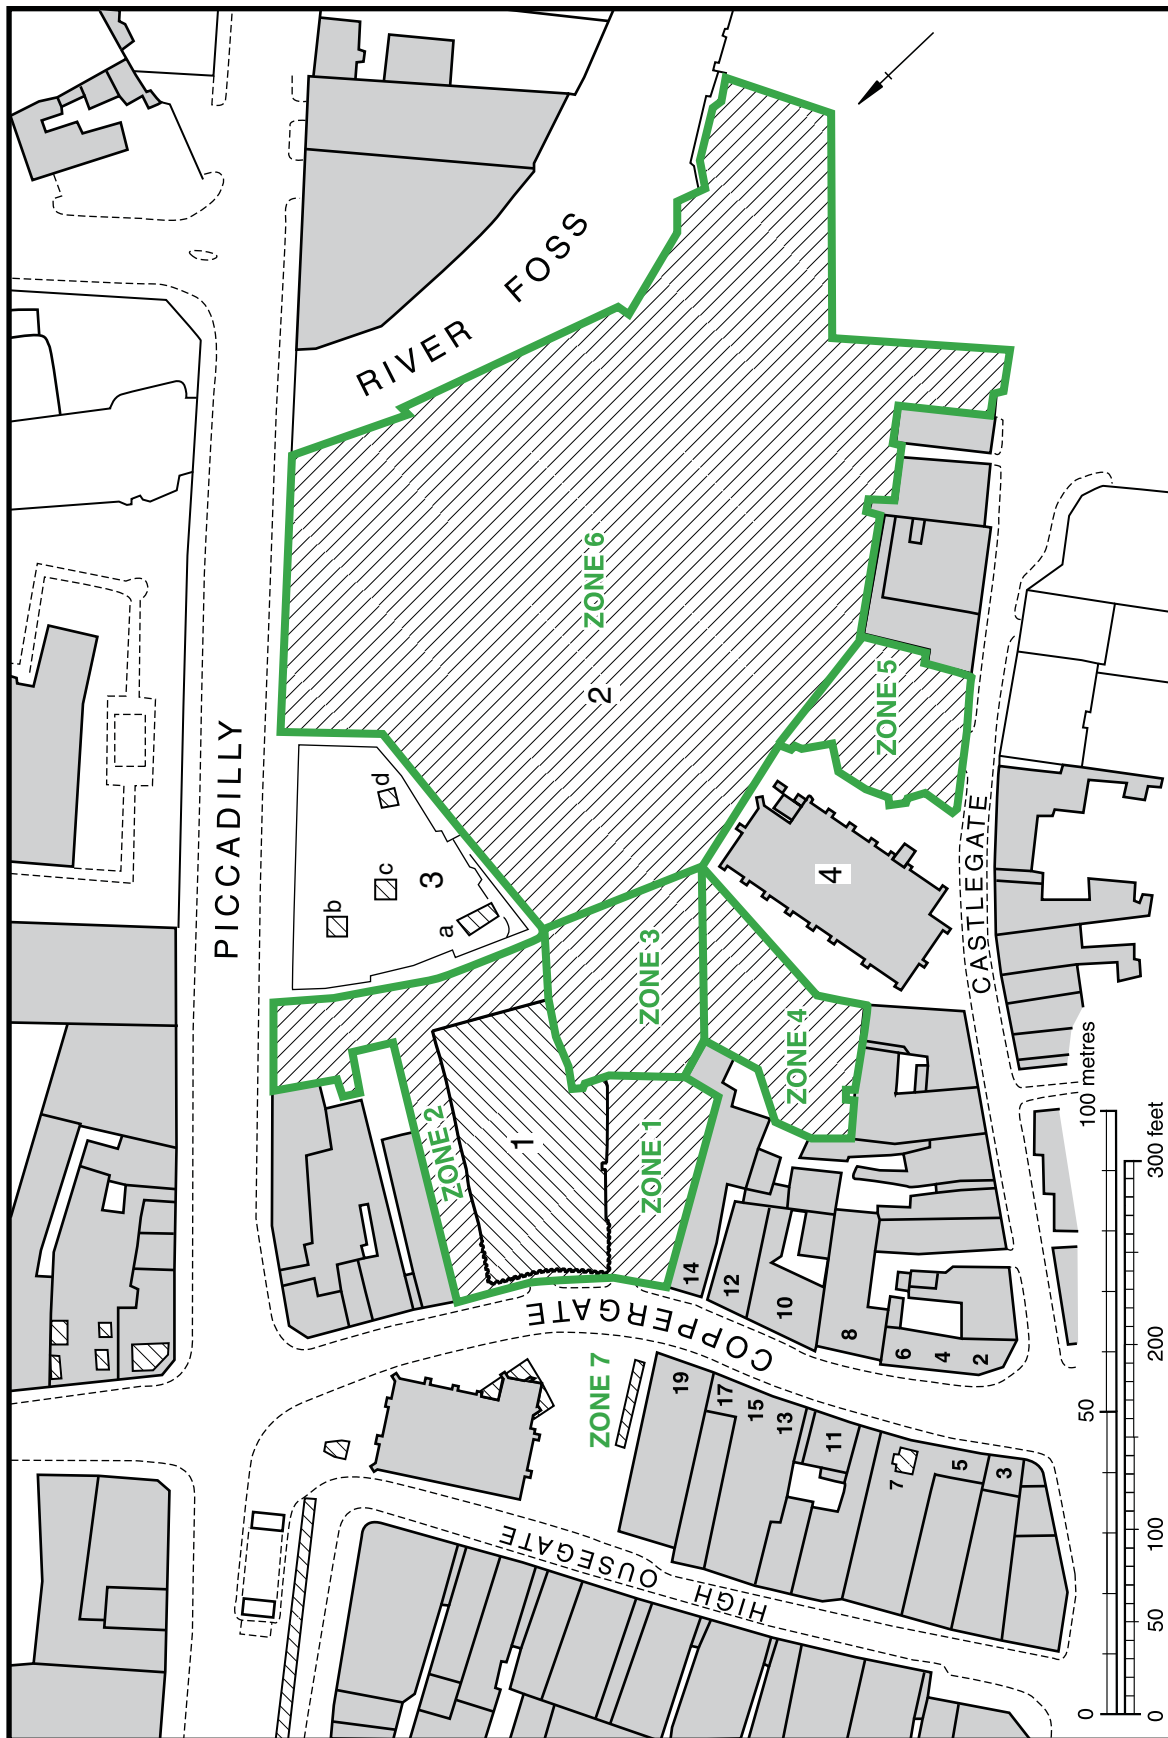 PICCADILLY
RIVER FOSS
ZONE 6
2
ZONE 5
d
c
b
a
3
4
CASTLEGATE
ZONE 3
ZONE 4
ZONE 2
1
ZONE 1
COPPERGATE
14
12
10
8
6
4
2
ZONE 7
19
17
15
13
11
7
5
3
HIGH OUSEGATE
0 50 100 metres
0 50 100 200 300 feet